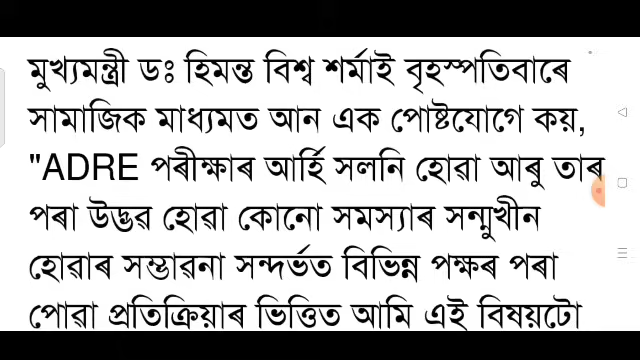 মুখ্যমন্ত্ৰী ডঃ হিমন্ত বিশ্ব শৰ্মাই বৃহস্পতিবাৰে
সামাজিক মাধ্যমত আন এক পোষ্টযোগে কয়,
"ADRE পৰীক্ষাৰ আৰ্হি সলনি হোৱা আৰু তাৰ
পৰা উদ্ভৱ হোৱা কোনো সমস্যাৰ সন্মুখীন
হোৱাৰ সম্ভাৱনা সন্দৰ্ভত বিভিন্ন পক্ষৰ পৰা
পোৱা প্ৰতিক্ৰিয়াৰ ভিত্তিত আমি এই বিষয়টো